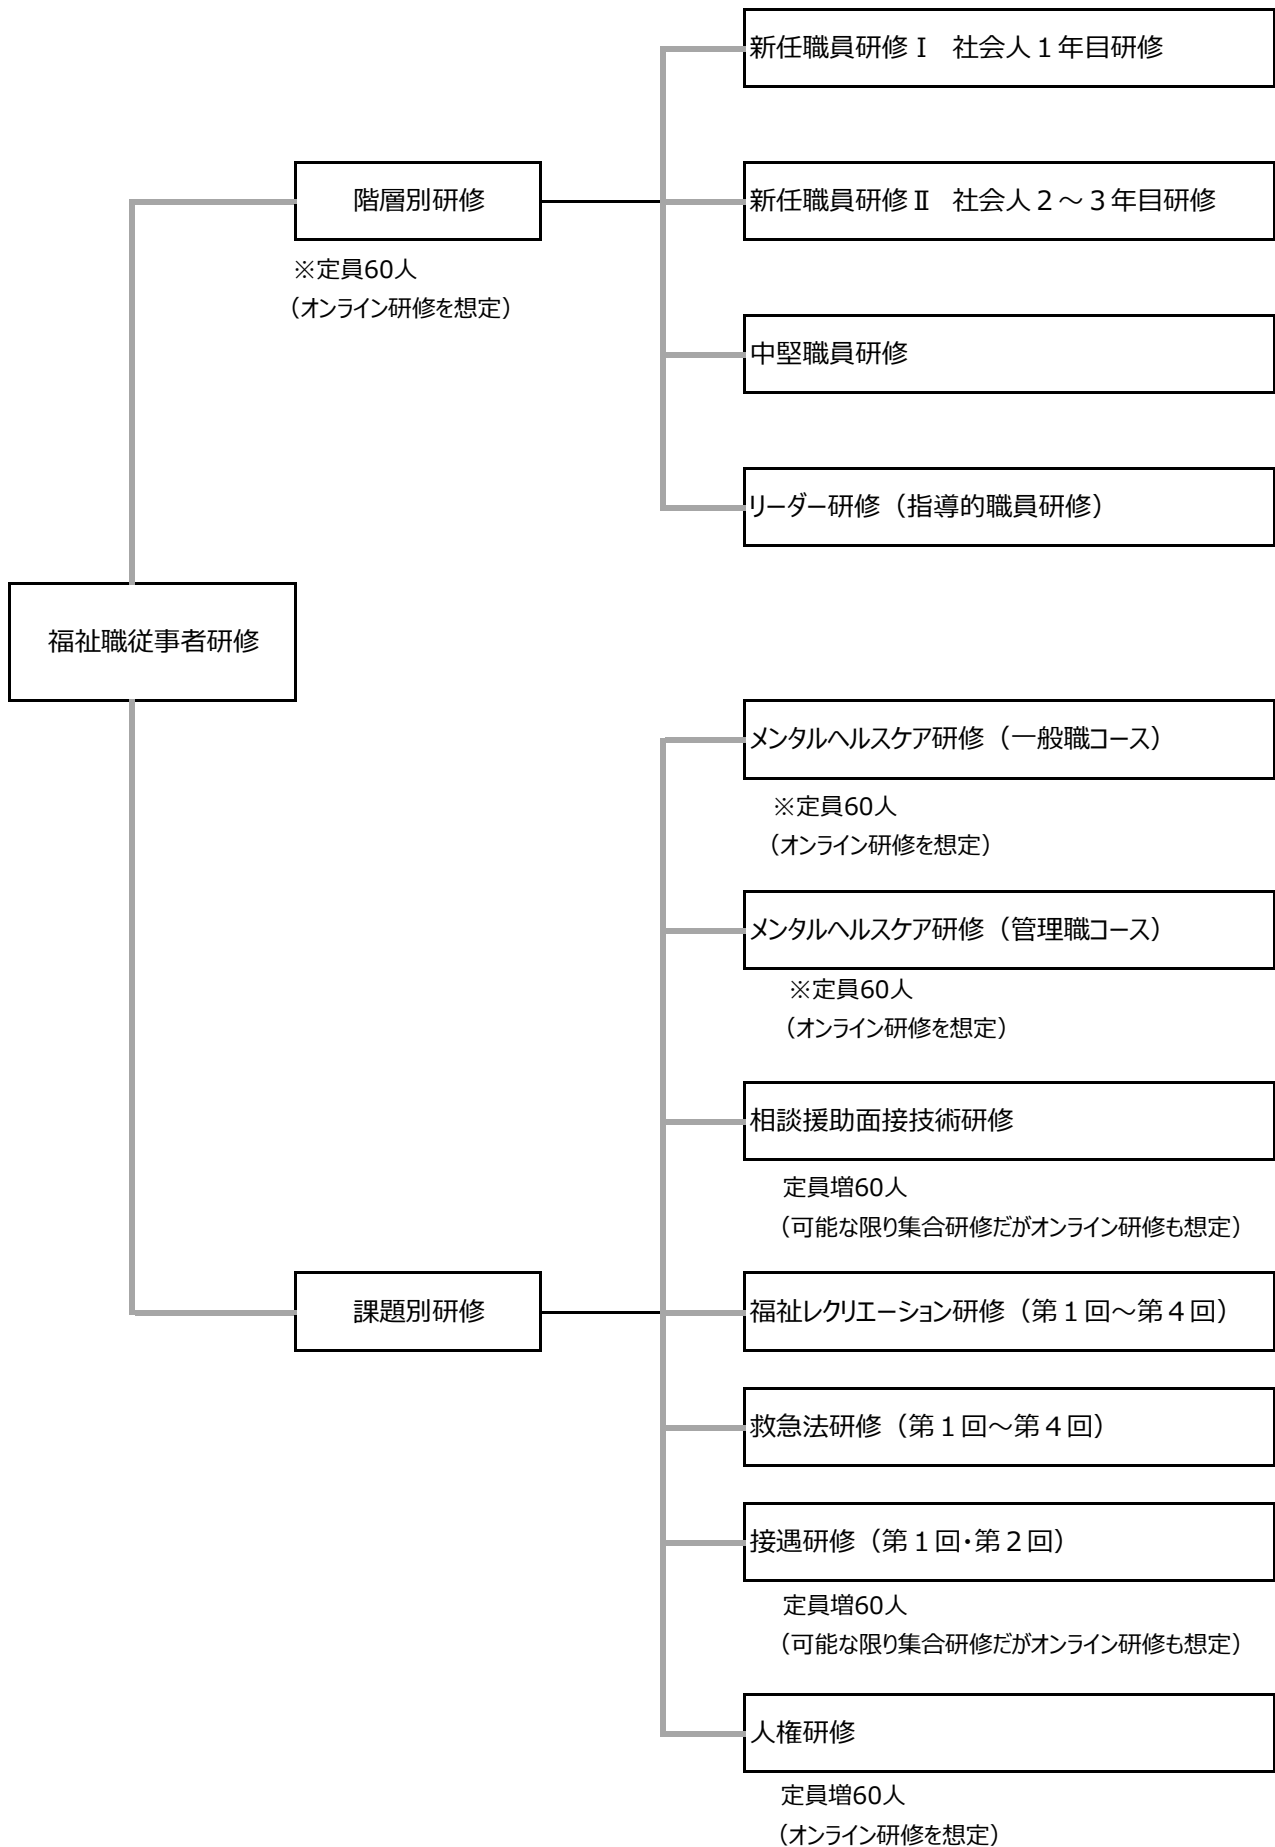 新任職員研修Ⅰ　社会人１年目研修
階層別研修
※定員60人
（オンライン研修を想定）
新任職員研修Ⅱ　社会人２～３年目研修
中堅職員研修
リーダー研修（指導的職員研修）
福祉職従事者研修
メンタルヘルスケア研修（一般職コース）
※定員60人
（オンライン研修を想定）
メンタルヘルスケア研修（管理職コース）
※定員60人
（オンライン研修を想定）
相談援助面接技術研修
定員増60人
（可能な限り集合研修だがオンライン研修も想定）
課題別研修
福祉レクリエーション研修（第１回～第４回）
救急法研修（第１回～第４回）
接遇研修（第１回・第２回）
定員増60人
（可能な限り集合研修だがオンライン研修も想定）
人権研修
定員増60人
（オンライン研修を想定）